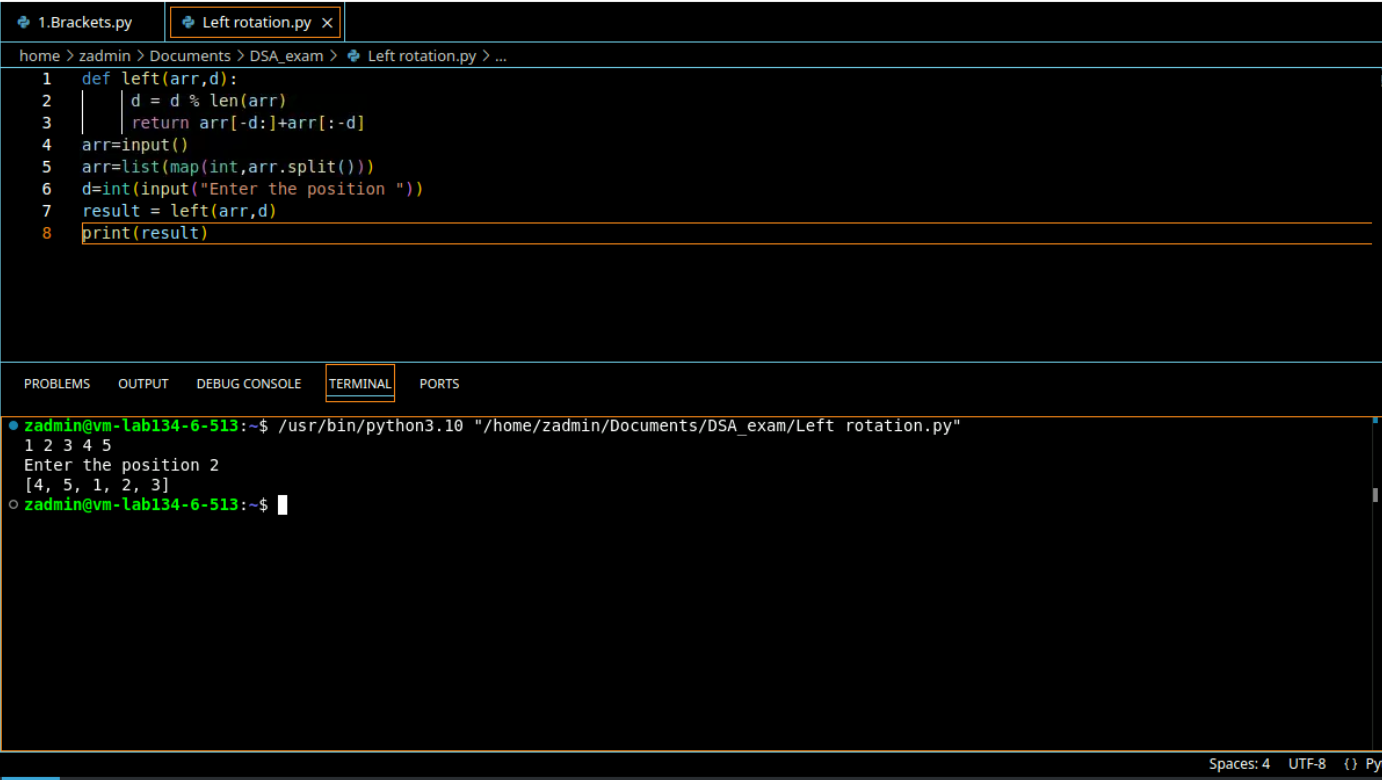 1.Brackets.py Left rotation.py ×
home > zadmin > Documents > DSA_exam > Left rotation.py > ...
1 def left(arr,d):
2 d = d % len(arr)
3 return arr[-d:]+arr[:-d]
4 arr=input()
5 arr=list(map(int,arr.split()))
6 d=int(input("Enter the position "))
7 result = left(arr,d)
8 print(result)
PROBLEMS OUTPUT DEBUG CONSOLE TERMINAL PORTS
zadmin@vm-lab134-6-513:~$ /usr/bin/python3.10 "/home/zadmin/Documents/DSA_exam/Left rotation.py"
1 2 3 4 5
Enter the position 2
[4, 5, 1, 2, 3]
zadmin@vm-lab134-6-513:~$
Spaces: 4 UTF-8 {} Py